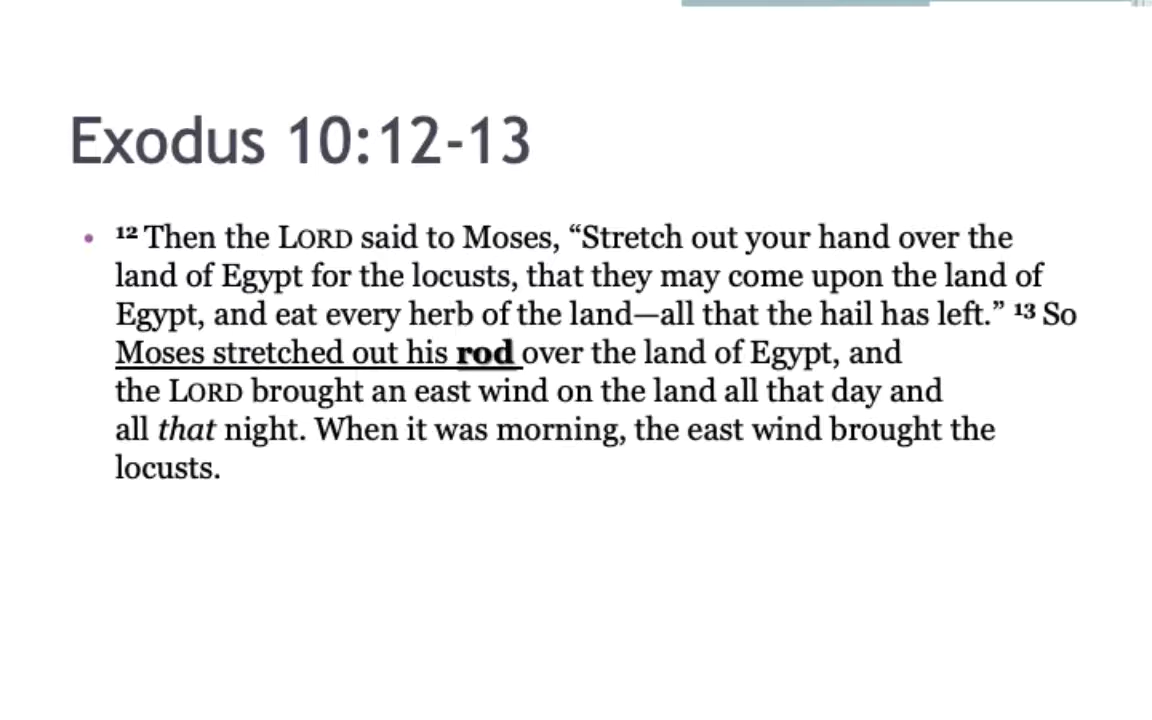 Exodus 10:12-13
• ¹² Then the LORD said to Moses, “Stretch out your hand over the
land of Egypt for the locusts, that they may come upon the land of
Egypt, and eat every herb of the land—all that the hail has left.” ¹³ So
Moses stretched out his rod over the land of Egypt, and
the LORD brought an east wind on the land all that day and
all that night. When it was morning, the east wind brought the
locusts.